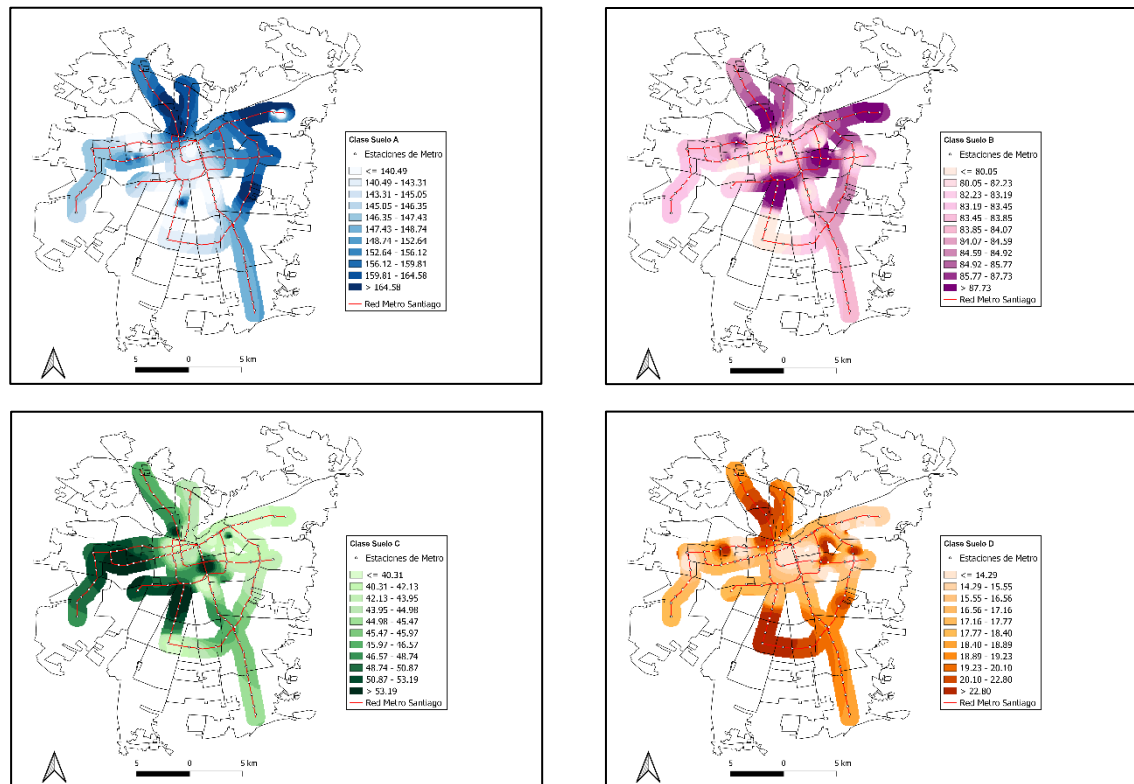 Clase Suelo A
Estaciones de Metro
<= 140.49
140.49 - 143.31
143.31 - 145.05
145.05 - 146.35
146.35 - 147.43
147.43 - 148.74
148.74 - 152.64
152.64 - 156.12
156.12 - 159.81
159.81 - 164.58
> 164.58
Red Metro Santiago
5 0 5 km
Clase Suelo B
Estaciones de Metro
<= 80.05
80.05 - 82.23
82.23 - 83.19
83.19 - 83.45
83.45 - 83.85
83.85 - 84.07
84.07 - 84.59
84.59 - 84.92
84.92 - 85.77
85.77 - 87.73
> 87.73
Red Metro Santiago
5 0 5 km
Clase Suelo C
Estaciones de Metro
<= 40.31
40.31 - 42.13
42.13 - 43.95
43.95 - 44.98
44.98 - 45.47
45.47 - 45.97
45.97 - 46.57
46.57 - 48.74
48.74 - 50.87
50.87 - 53.19
> 53.19
Red Metro Santiago
5 0 5 km
Clase Suelo D
Estaciones de Metro
<= 14.29
14.29 - 15.55
15.55 - 16.56
16.56 - 17.16
17.16 - 17.77
17.77 - 18.40
18.40 - 18.89
18.89 - 19.23
19.23 - 20.10
20.10 - 22.80
> 22.80
Red Metro Santiago
5 0 5 km